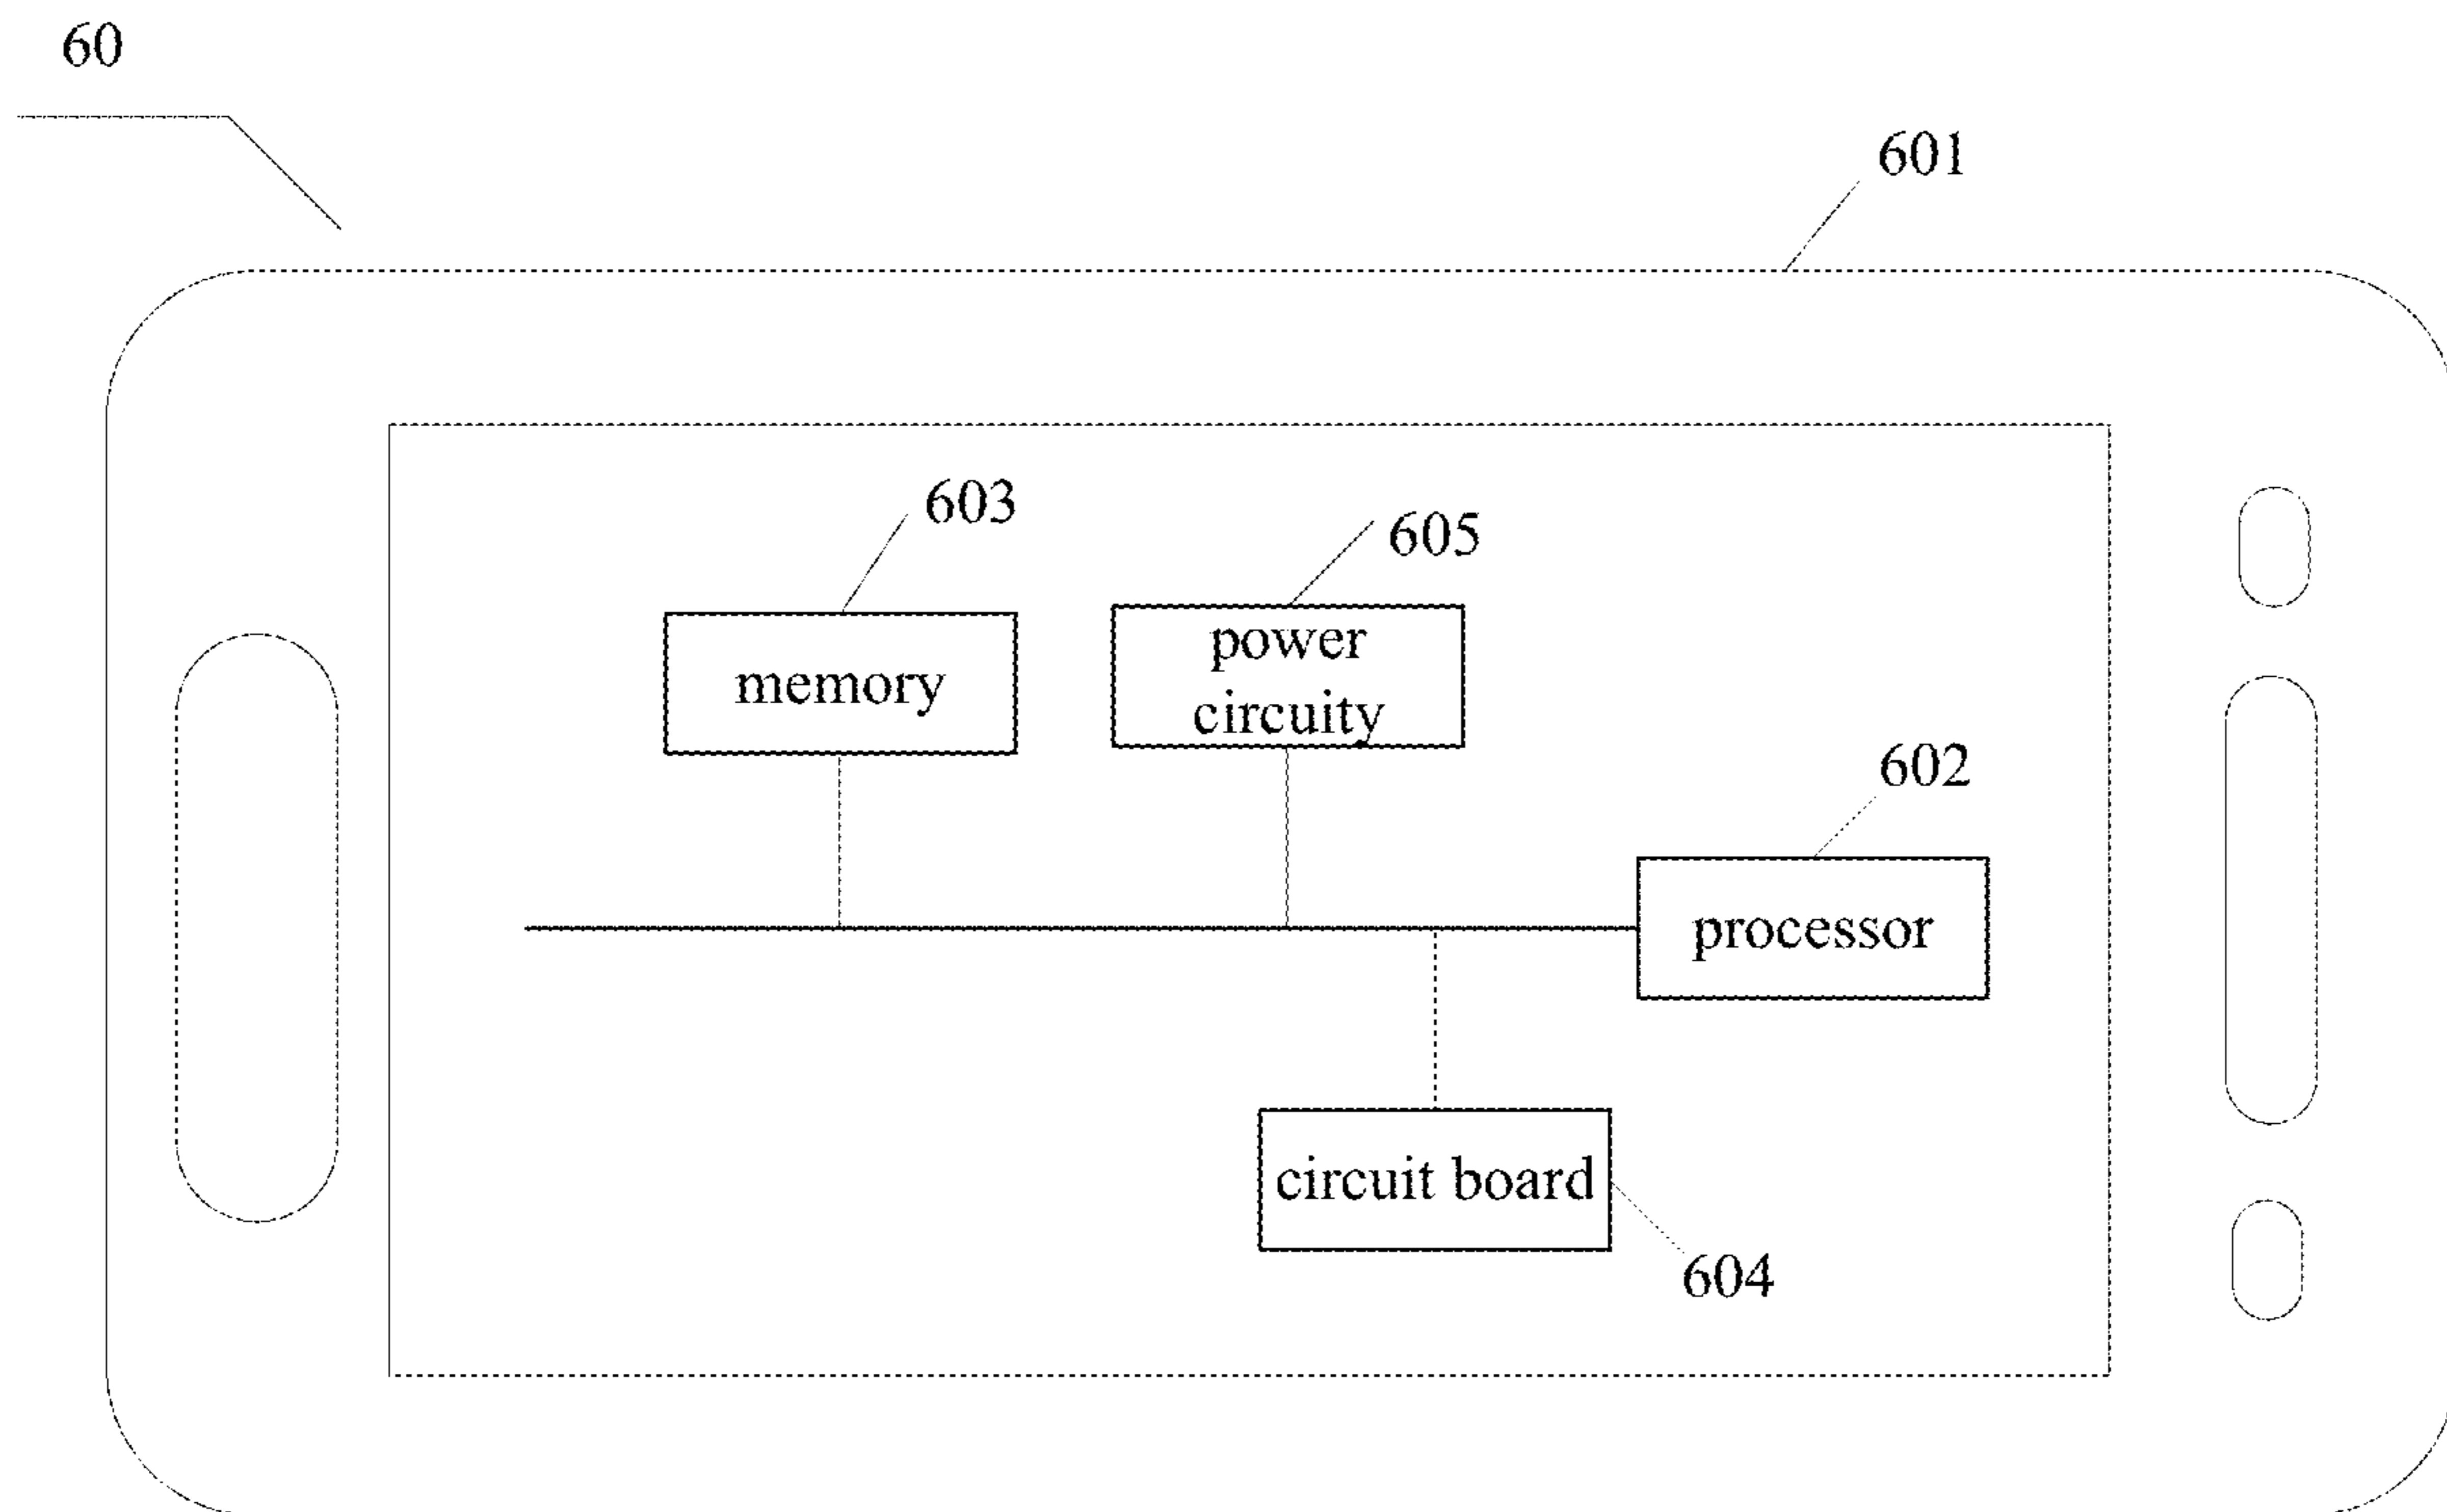 60
601
603
605
memory
power
circuity
602
processor
circuit board
604